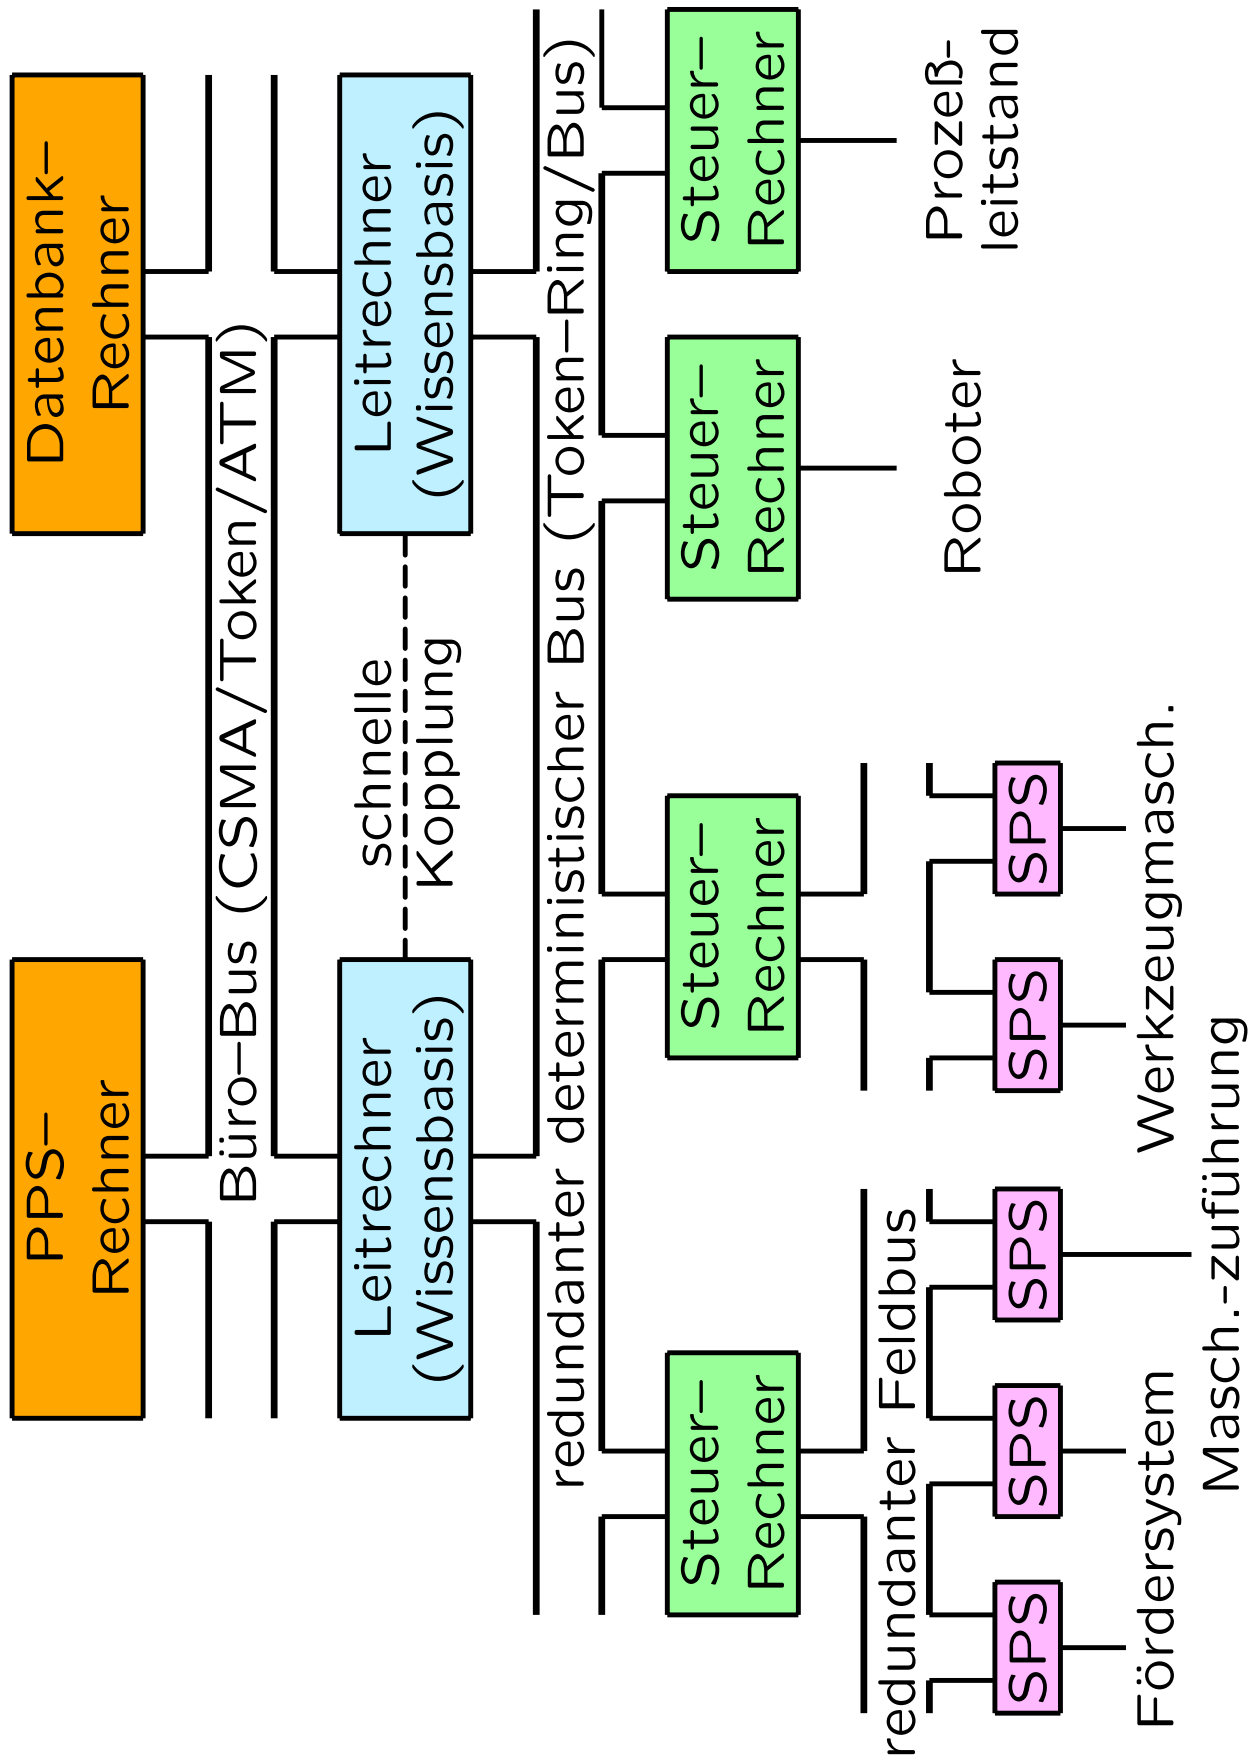 PPS–
Rechner
Datenbank–
Rechner
Büro–Bus (CSMA/Token/ATM)
Leitrechner
(Wissensbasis)
schnelle
Kopplung
Leitrechner
(Wissensbasis)
redundanter deterministischer Bus (Token–Ring/Bus)
Steuer–
Rechner
Steuer–
Rechner
Steuer–
Rechner
Steuer–
Rechner
redundanter Feldbus
SPS
SPS
SPS
SPS
SPS
Roboter
Prozeß-
leitstand
Fördersystem
Werkzeugmasch.
Masch.-zuführung